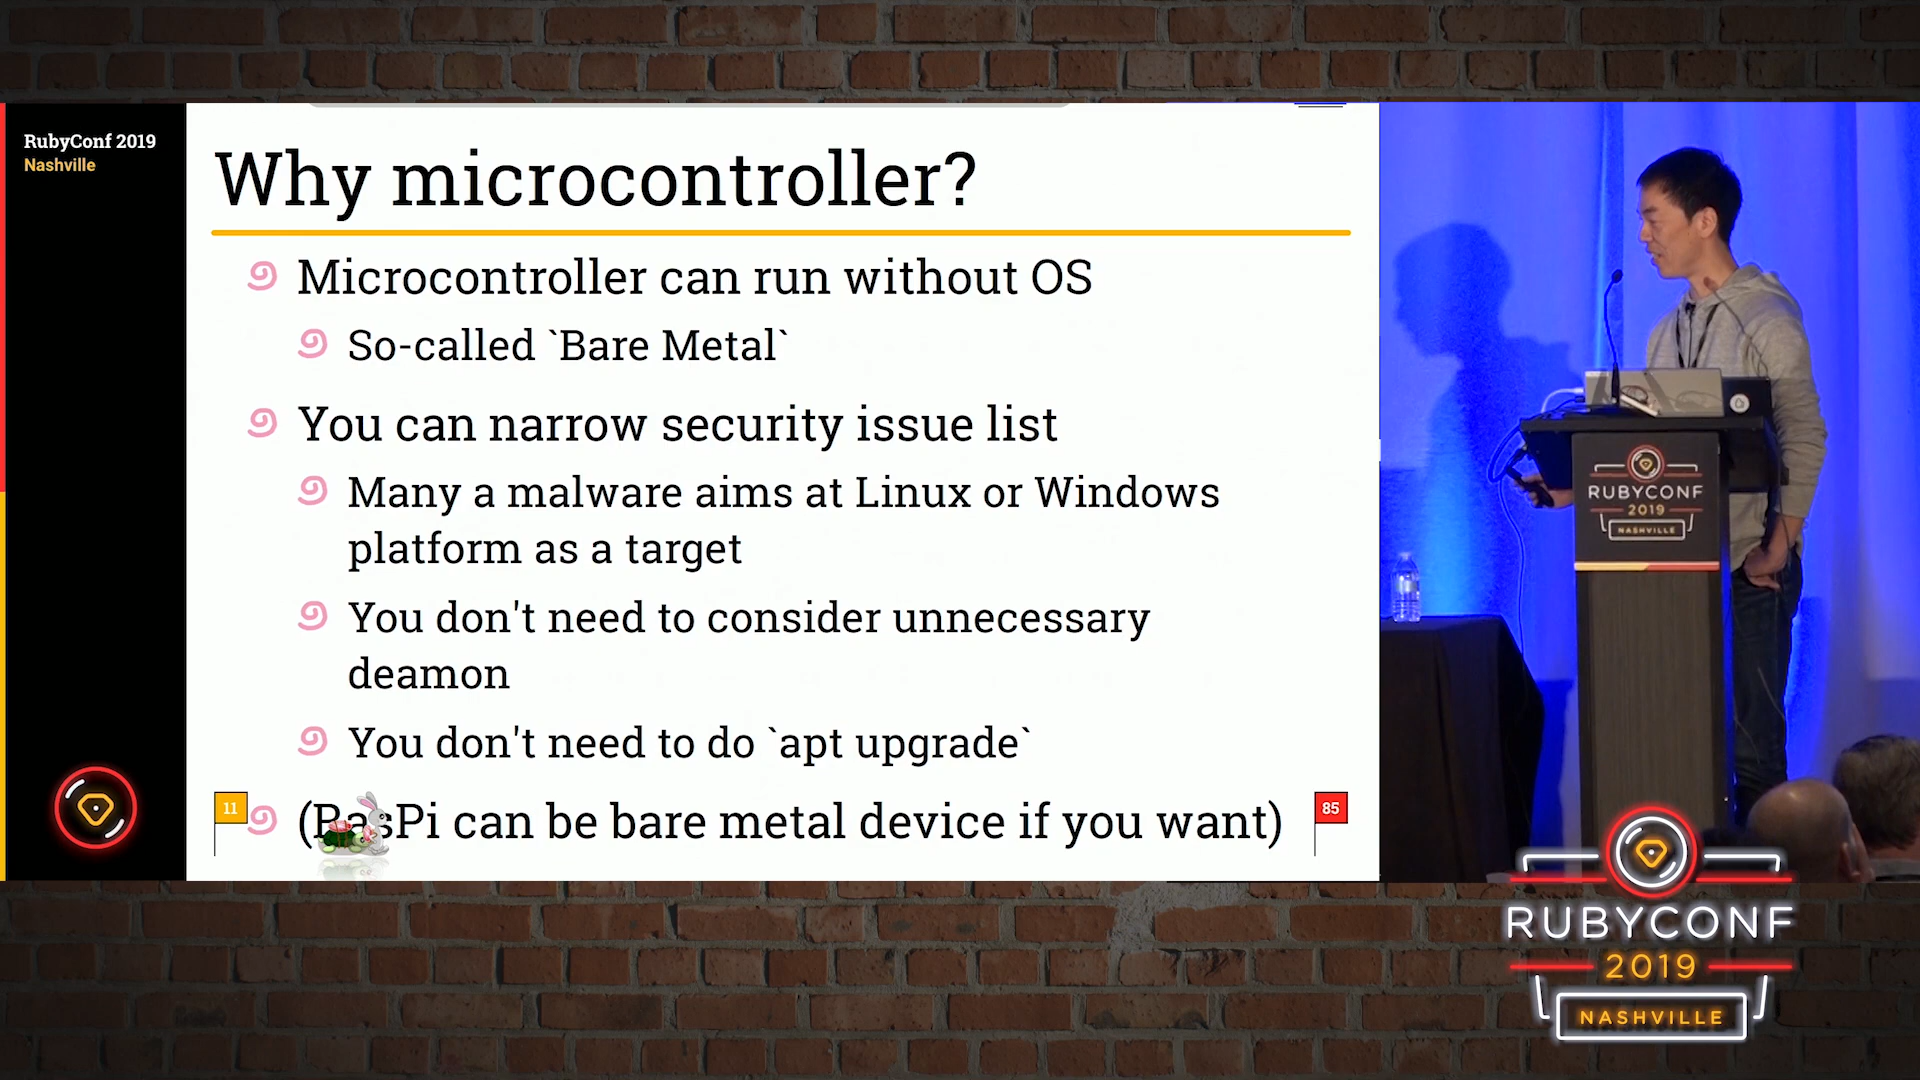 RubyConf 2019
Nashville
Why microcontroller?
Microcontroller can run without OS
So-called `Bare Metal`
You can narrow security issue list
Many a malware aims at Linux or Windows
platform as a target
You don't need to consider unnecessary
deamon
You don't need to do `apt upgrade`
11
(RasPi can be bare metal device if you want)
85
RUBYCONF
2019
NASHVILLE
RUBYCONF
2019
NASHVILLE